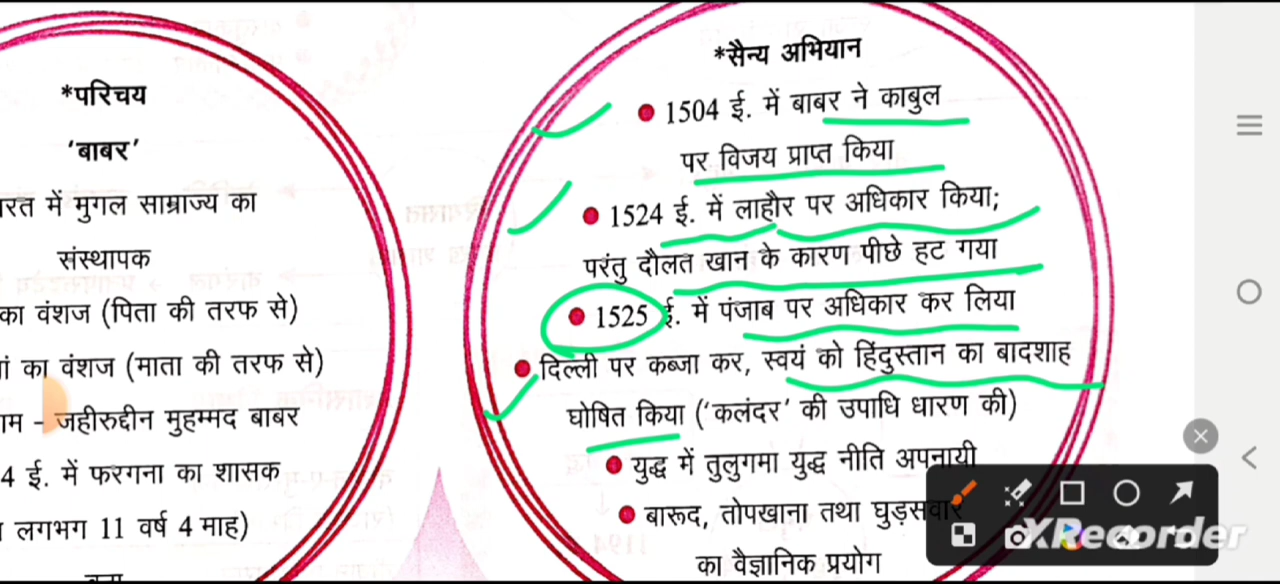 *परिचय
'बाबर'
में मुगल साम्राज्य का
संस्थापक
का वंशज (पिता की तरफ से)
का वंशज (माता की तरफ से)
– जहीरुद्दीन मुहम्मद बाबर
4 ई. में फरगना का शासक
लगभग 11 वर्ष 4 माह)
*सैन्य अभियान
1504 ई. में बाबर ने काबुल
पर विजय प्राप्त किया
1524 ई. में लाहौर पर अधिकार किया;
परंतु दौलत खान के कारण पीछे हट गया
1525 ई. में पंजाब पर अधिकार कर लिया
दिल्ली पर कब्जा कर, स्वयं को हिंदुस्तान का बादशाह
घोषित किया ('कलंदर' की उपाधि धारण की)
युद्ध में तुलुगमा युद्ध नीति अपनायी
बारूद, तोपखाना तथा घुड़सवार
का वैज्ञानिक प्रयोग
XRecorder